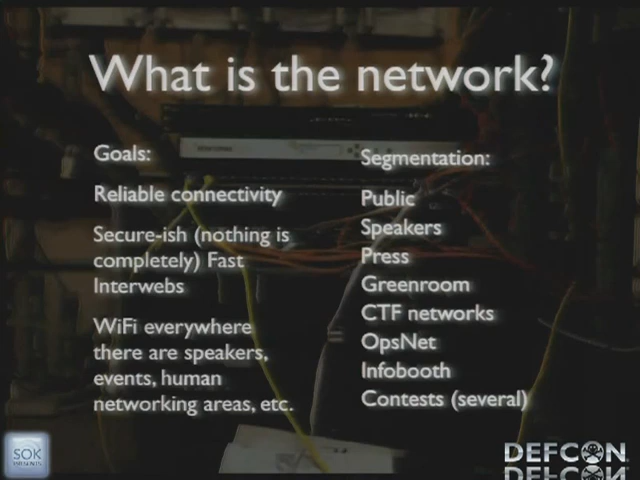 What is the network?
Goals:
Reliable connectivity
Secure-ish (nothing is
completely) Fast
Interwebs
WiFi everywhere
there are speakers,
events, human
networking areas, etc.
Segmentation:
Public
Speakers
Press
Greenroom
CTF networks
OpsNet
Infobooth
Contests (several)
SOK
PRESENTS
DEFCON